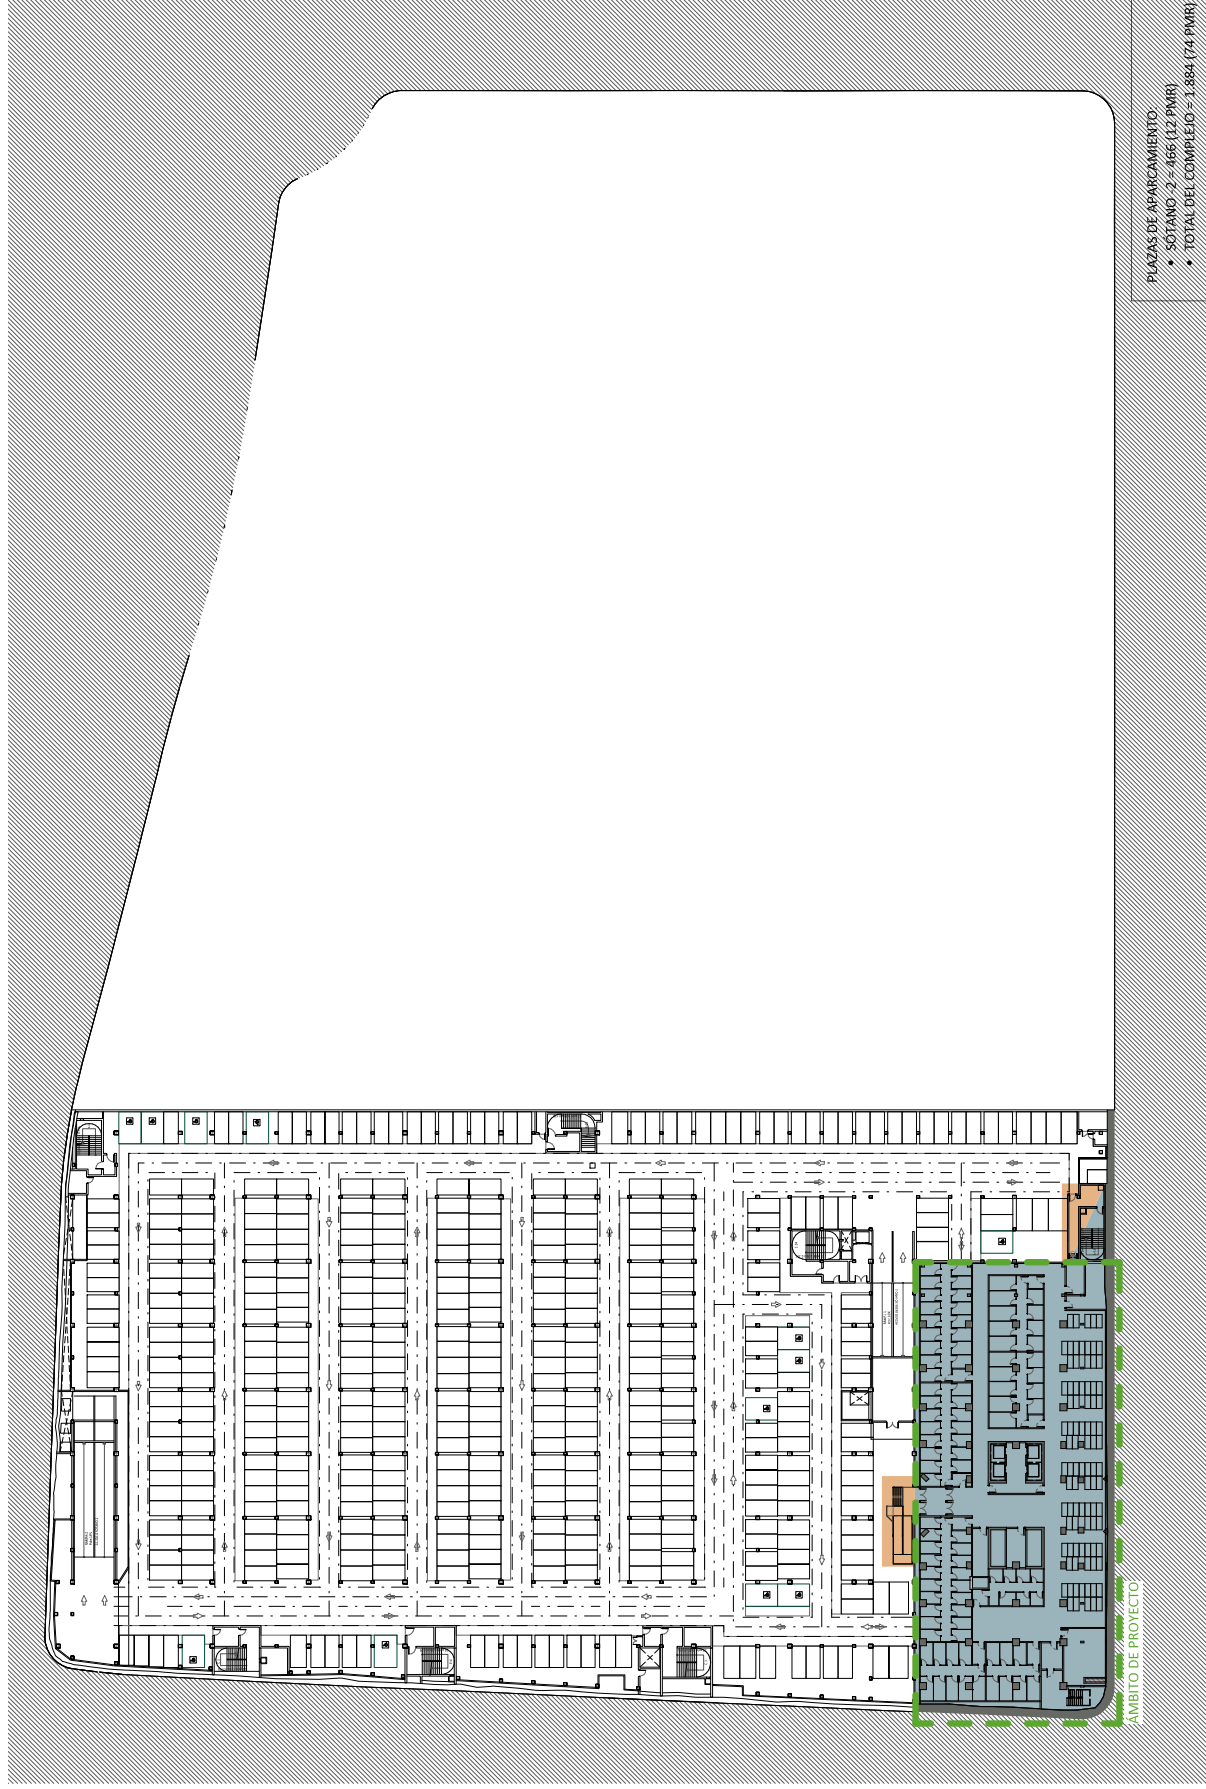 PLAZAS DE APARCAMIENTO:
• SÓTANO -2 = 466 (12 PMR)
• TOTAL DEL COMPLEJO = 1.884 (74 PMR)
ÁMBITO DE PROYECTO